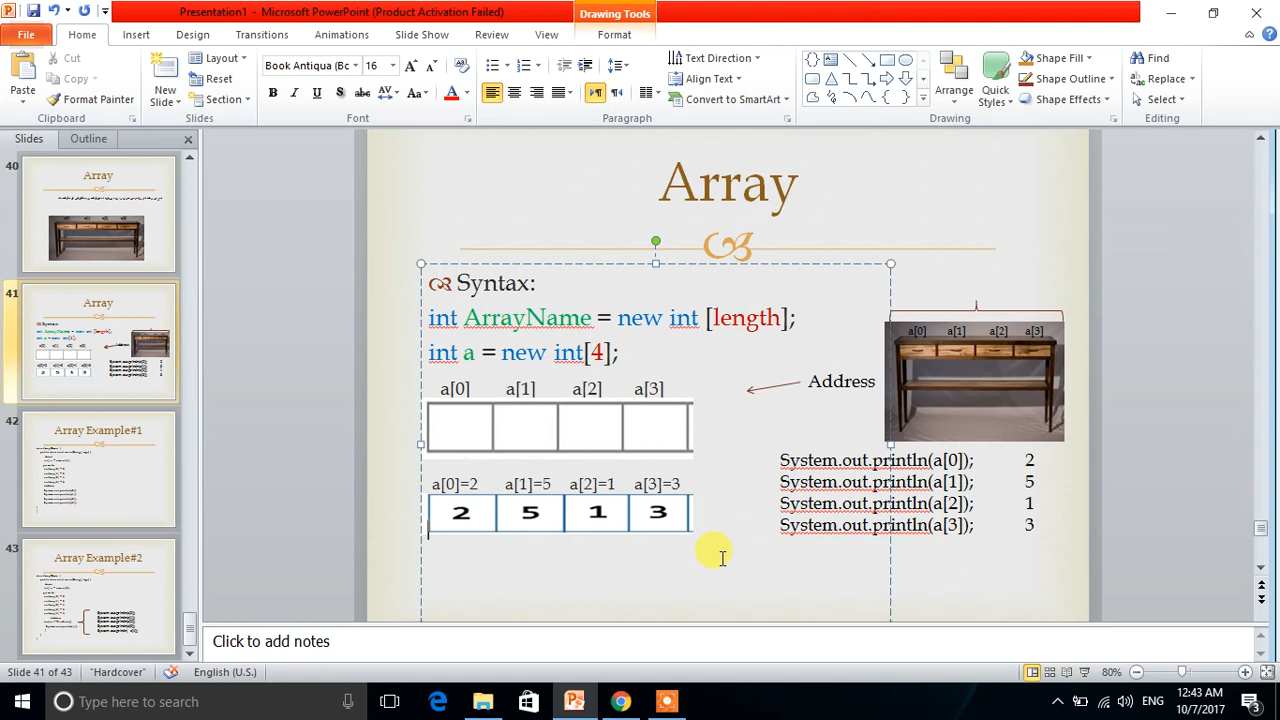 Presentation1 - Microsoft PowerPoint (Product Activation Failed)
Drawing Tools
File Home Insert Design Transitions Animations Slide Show Review View Format
Paste
Cut
Copy
Format Painter
Clipboard
New Slide
Layout
Reset
Section
Slides
Book Antiqua (Bc 16
Font
Text Direction
Align Text
Convert to SmartArt
Paragraph
Arrange
Quick Styles
Shape Fill
Shape Outline
Shape Effects
Drawing
Find
Replace
Select
Editing
Slides Outline
40
Array
41
Array
42
Array Example#1
43
Array Example#2
Array
Syntax:
int ArrayName = new int [length];
int a = new int[4];
a[0] a[1] a[2] a[3]
Address
a[0] a[1] a[2] a[3]
a[0]=2 a[1]=5 a[2]=1 a[3]=3
2 5 1 3
System.out.println(a[0]); 2
System.out.println(a[1]); 5
System.out.println(a[2]); 1
System.out.println(a[3]); 3
Click to add notes
Slide 41 of 43 "Hardcover" English (U.S.) 80%
Type here to search
ENG
12:43 AM
10/7/2017
3